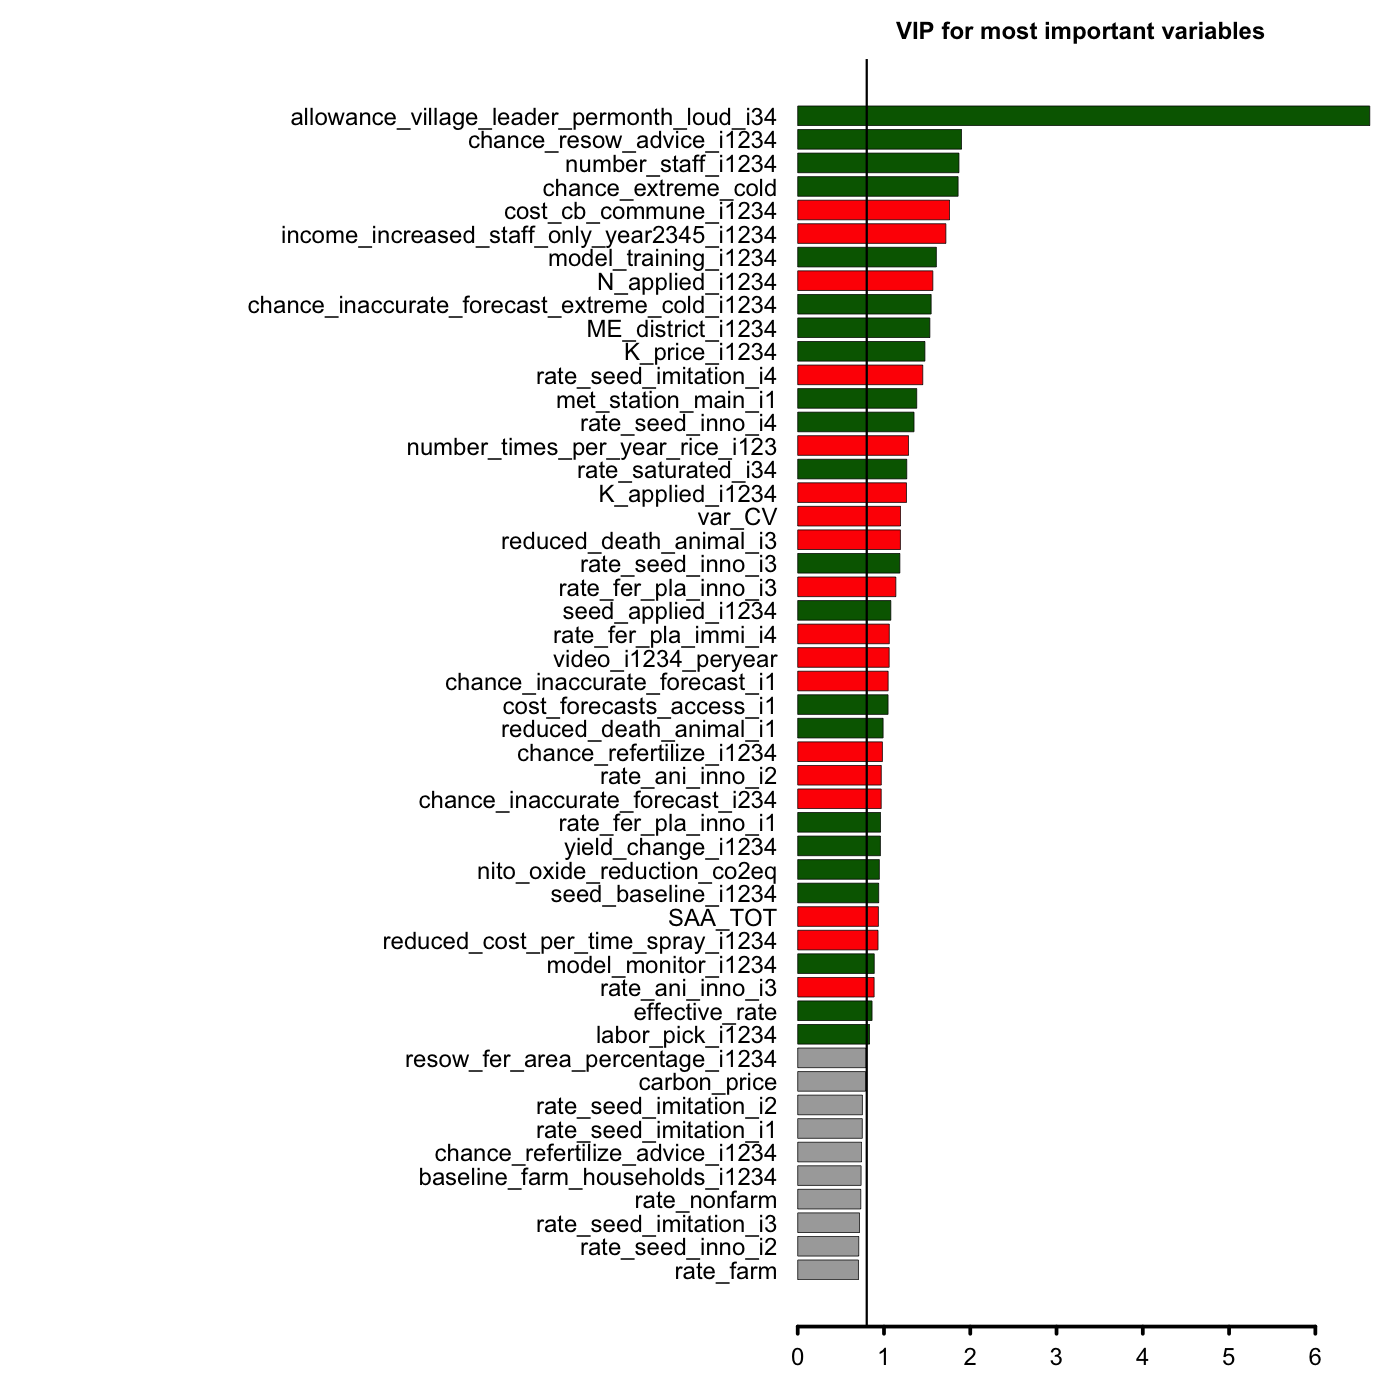 VIP for most important variables
allowance_village_leader_permonth_loud_i34
chance_resow_advice_i1234
number_staff_i1234
chance_extreme_cold
cost_cb_commune_i1234
income_increased_staff_only_year2345_i1234
model_training_i1234
N_applied_i1234
chance_inaccurate_forecast_extreme_cold_i1234
ME_district_i1234
K_price_i1234
rate_seed_imitation_i4
met_station_main_i1
rate_seed_inno_i4
number_times_per_year_rice_i123
rate_saturated_i34
K_applied_i1234
var_CV
reduced_death_animal_i3
rate_seed_inno_i3
rate_fer_pla_inno_i3
seed_applied_i1234
rate_fer_pla_immi_i4
video_i1234_peryear
chance_inaccurate_forecast_i1
cost_forecasts_access_i1
reduced_death_animal_i1
chance_refertilize_i1234
rate_ani_inno_i2
chance_inaccurate_forecast_i234
rate_fer_pla_inno_i1
yield_change_i1234
nito_oxide_reduction_co2eq
seed_baseline_i1234
SAA_TOT
reduced_cost_per_time_spray_i1234
model_monitor_i1234
rate_ani_inno_i3
effective_rate
labor_pick_i1234
resow_fer_area_percentage_i1234
carbon_price
rate_seed_imitation_i2
rate_seed_imitation_i1
chance_refertilize_advice_i1234
baseline_farm_households_i1234
rate_nonfarm
rate_seed_imitation_i3
rate_seed_inno_i2
rate_farm
0 1 2 3 4 5 6